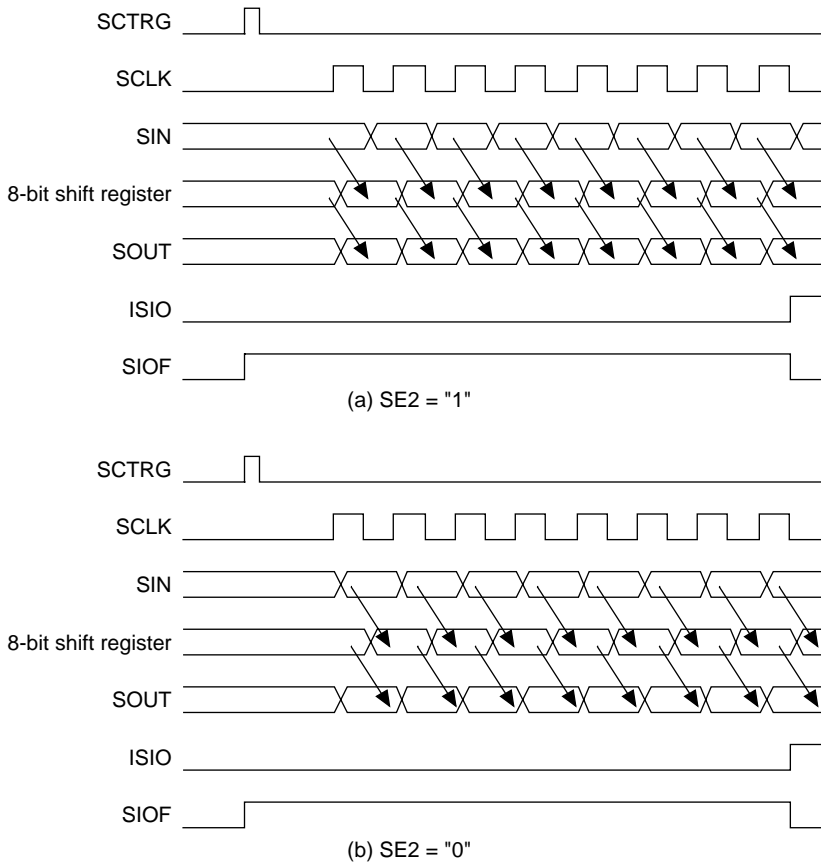 SCTRG
SCLK
SIN
8-bit shift register
SOUT
ISIO
SIOF
(a) SE2 = "1"
SCTRG
SCLK
SIN
8-bit shift register
SOUT
ISIO
SIOF
(b) SE2 = "0"